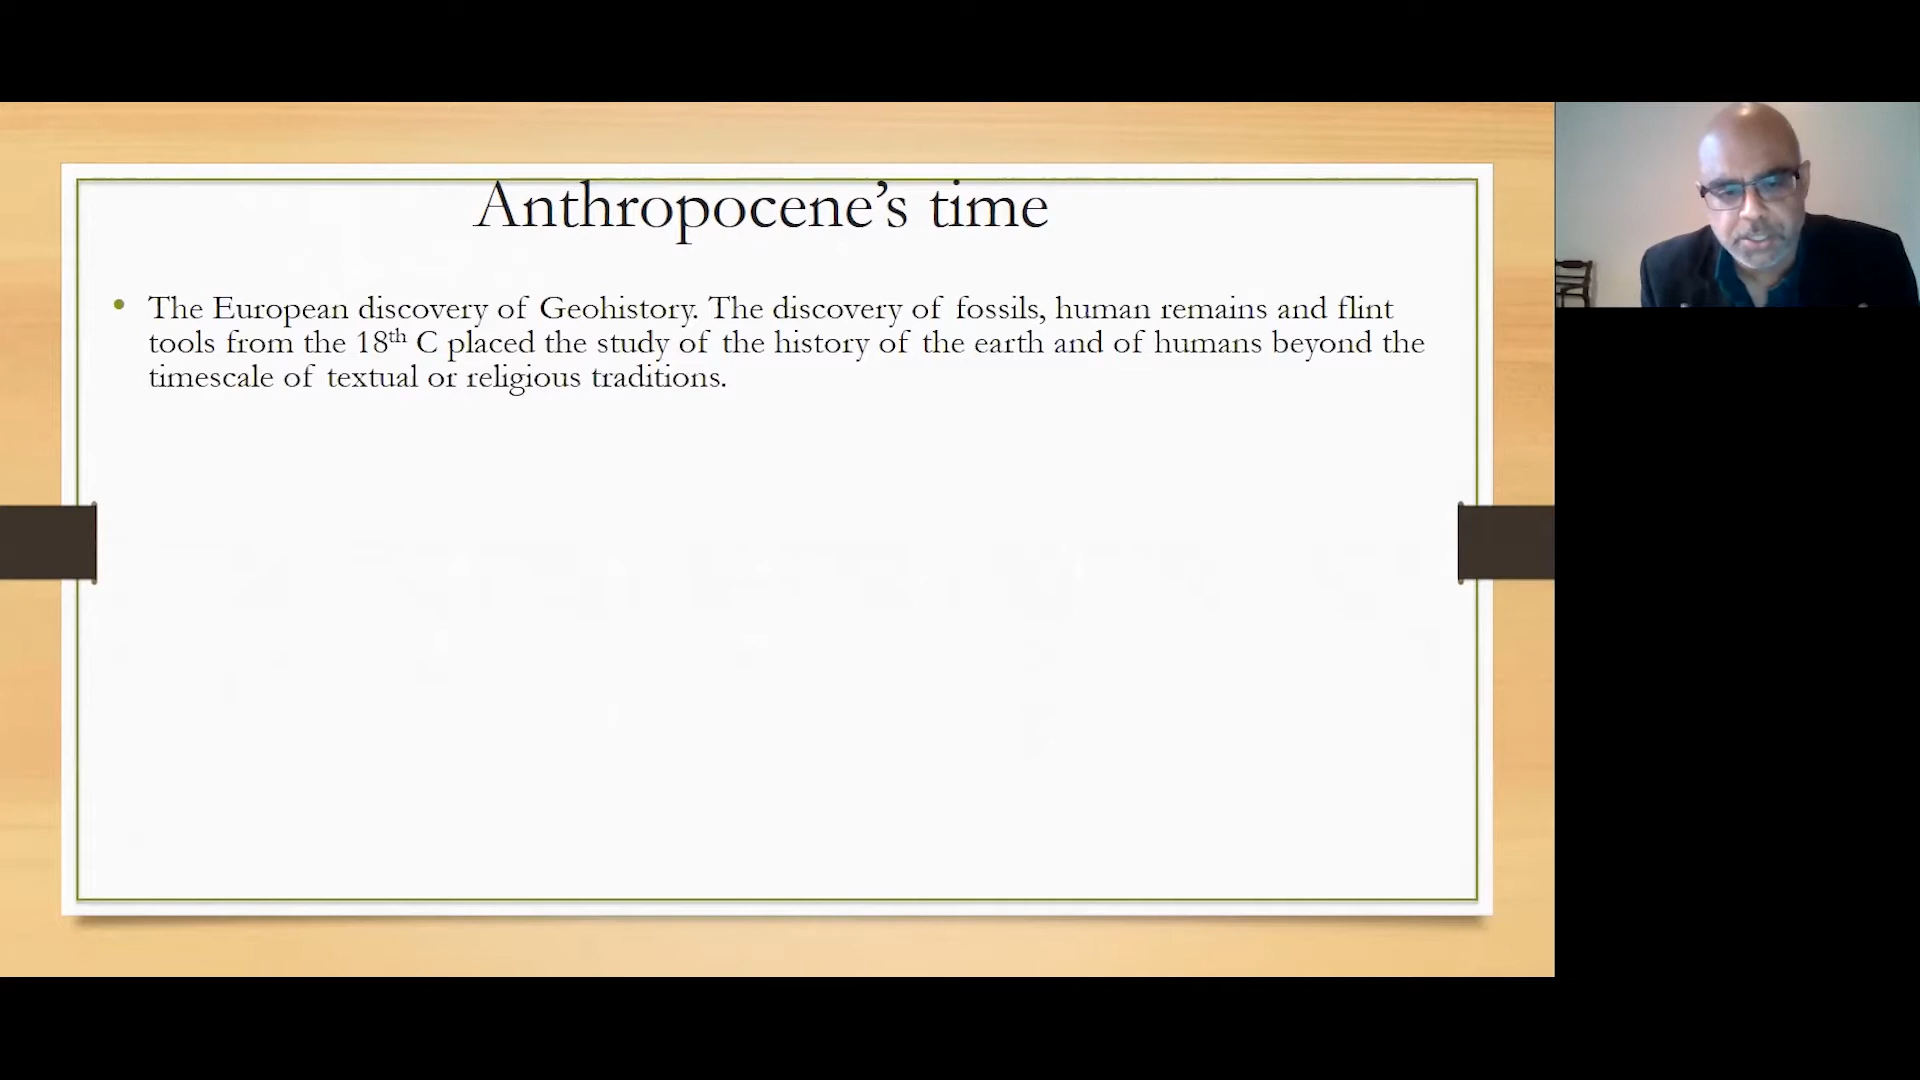 Anthropocene’s time
• The European discovery of Geohistory. The discovery of fossils, human remains and flint
tools from the 18th C placed the study of the history of the earth and of humans beyond the
timescale of textual or religious traditions.